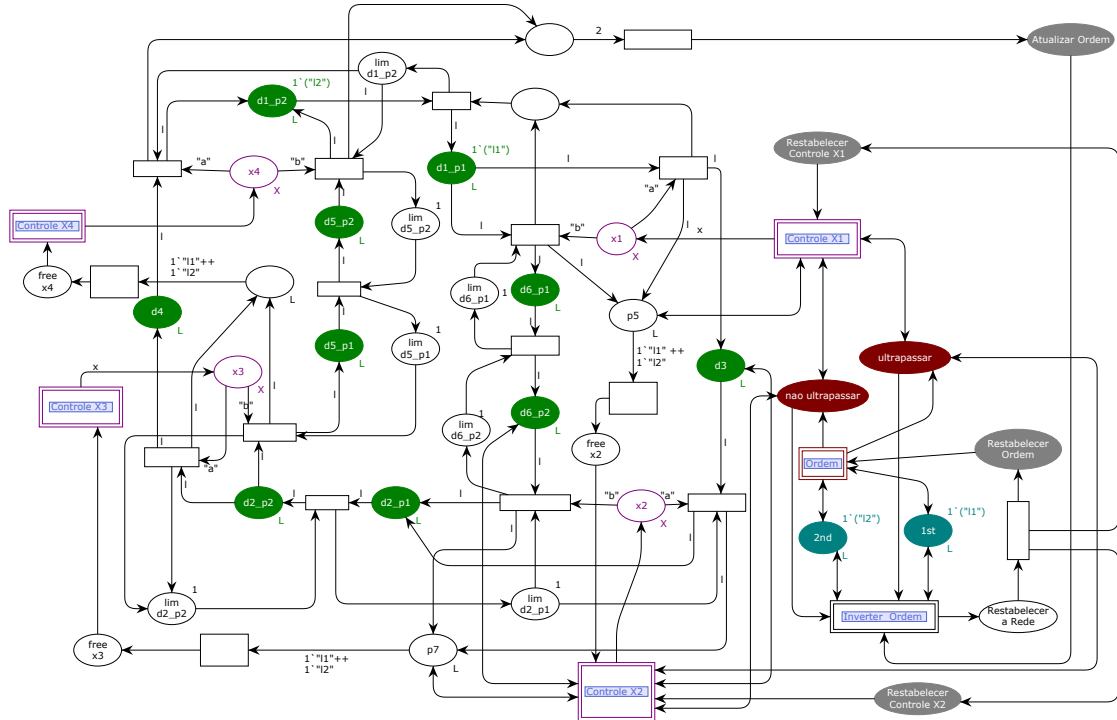 2
Atualizar Ordem
lim
d1_p2
1`("l2")
d1_p2
L
l
l
l
l
1`("l1")
d1_p1
L
l
l
Restabelecer
Controle X1
"a"
x4
X
"b"
l
"a"
l
d5_p2
L
1
lim
d5_p2
Controle X4
l
l
"b"
x1
X
x
Controle X1
l
l
l
1`"l1"++
1`"l2"
free
x4
L
lim
d6_p1
1
d6_p1
L
d4
L
l
p5
L
l
l
d5_p1
L
1
lim
d5_p1
1`"l1" ++
1`"l2"
ultrapassar
l
d3
L
x
x3
X
Controle X3
l
l
"b"
nao ultrapassar
l
d6_p2
L
1
lim
d6_p2
free
x2
l
"a"
l
l
l
Ordem
Restabelecer
Ordem
l
d2_p2
L
l
l
d2_p1
L
l
"b"
x2
X
"a"
1`("l2")
1`("l1")
2nd
L
1st
L
l
l
l
lim
d2_p2
1
lim
d2_p1
1
Inverter Ordem
Restabelecer
a Rede
free
x3
1`"l1"++
1`"l2"
p7
L
Controle X2
Restabelecer
Controle X2